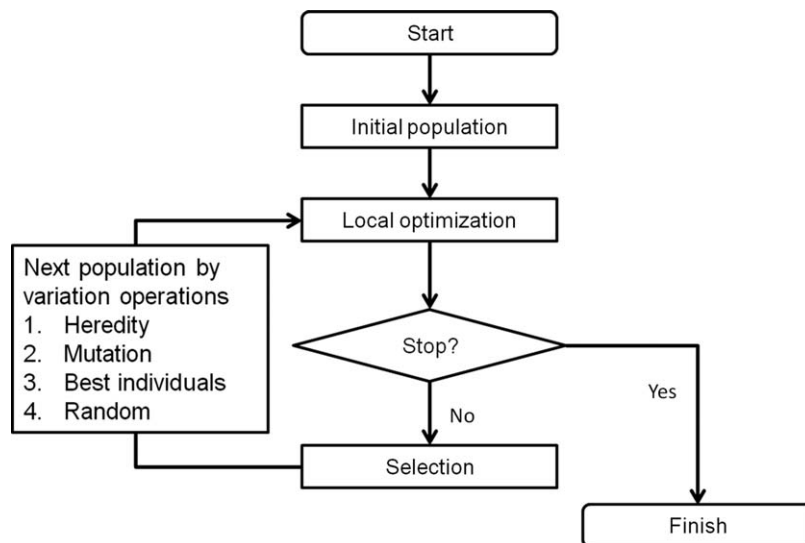 Start
Initial population
Local optimization
Next population by
variation operations
1. Heredity
2. Mutation
3. Best individuals
4. Random
Stop?
Yes
No
Selection
Finish